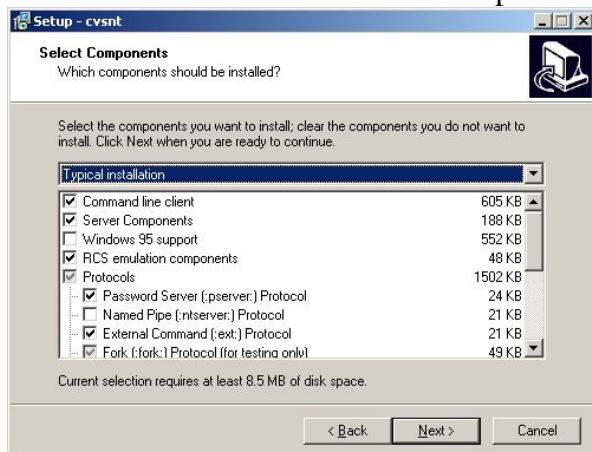 Setup - cvsnt
Select Components
Which components should be installed?
Select the components you want to install; clear the components you do not want to
install. Click Next when you are ready to continue.
Typical installation
Command line client 605 KB
Server Components 188 KB
Windows 95 support 552 KB
RCS emulation components 48 KB
Protocols 1502 KB
Password Server (:pserver:) Protocol 24 KB
Named Pipe (:ntserver:) Protocol 21 KB
External Command (:ext:) Protocol 21 KB
Fork (:fork:) Protocol (for testing only) 49 KB
Current selection requires at least 8.5 MB of disk space.
< Back Next > Cancel